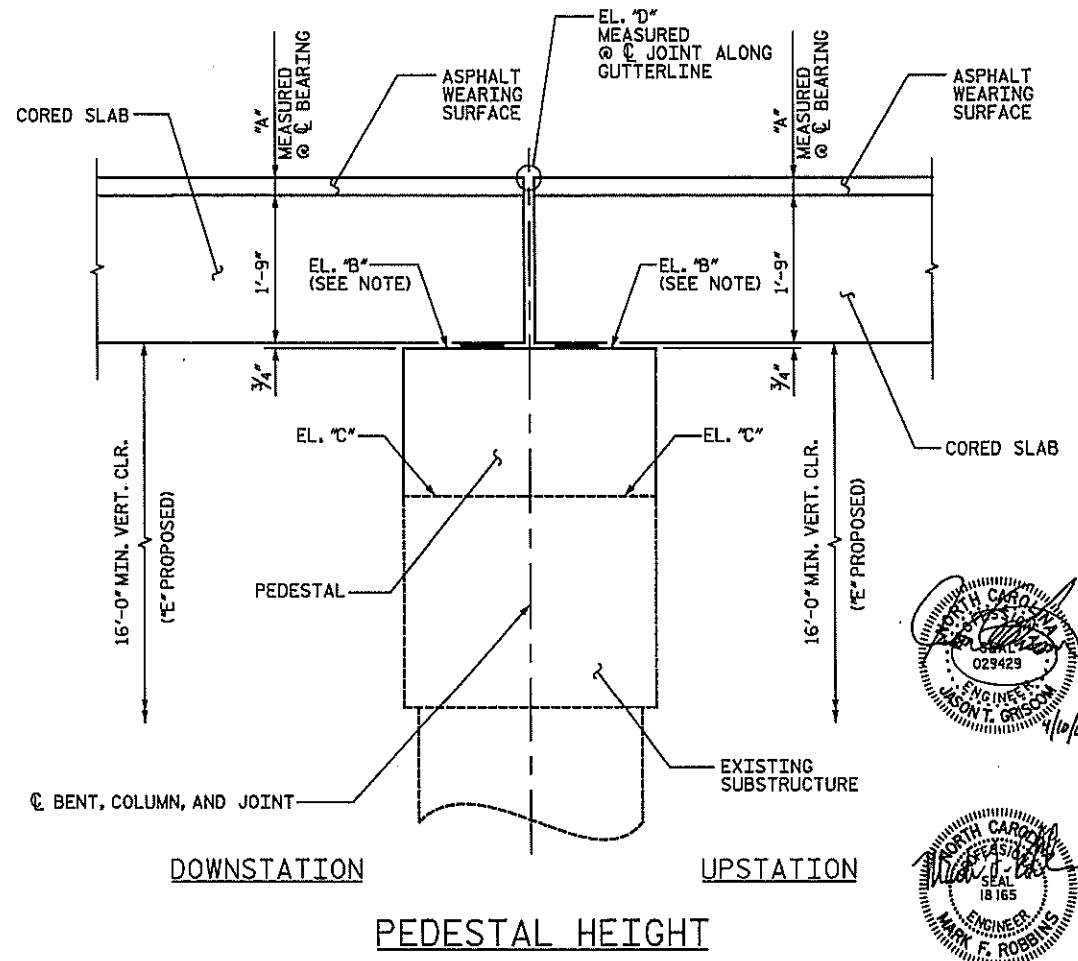 EL. "D"
MEASURED
@ ℄ JOINT ALONG
GUTTERLINE
"A"
MEASURED
@ ℄ BEARING
ASPHALT
WEARING
SURFACE
CORED SLAB
"A"
MEASURED
@ ℄ BEARING
ASPHALT
WEARING
SURFACE
1'-9"
EL. "B"
(SEE NOTE)
EL. "B"
(SEE NOTE)
1'-9"
3/4"
3/4"
EL. "C"
EL. "C"
CORED SLAB
16'-0" MIN. VERT. CLR.
("E" PROPOSED)
PEDESTAL
16'-0" MIN. VERT. CLR.
("E" PROPOSED)
NORTH CAROLINA
SEAL
029429
ENGINEER
JASON T. GRISCOM
EXISTING
SUBSTRUCTURE
℄ BENT, COLUMN, AND JOINT
DOWNSTATION
UPSTATION
PEDESTAL HEIGHT
NORTH CAROLINA
SEAL
18165
ENGINEER
MARK F. ROBBINS